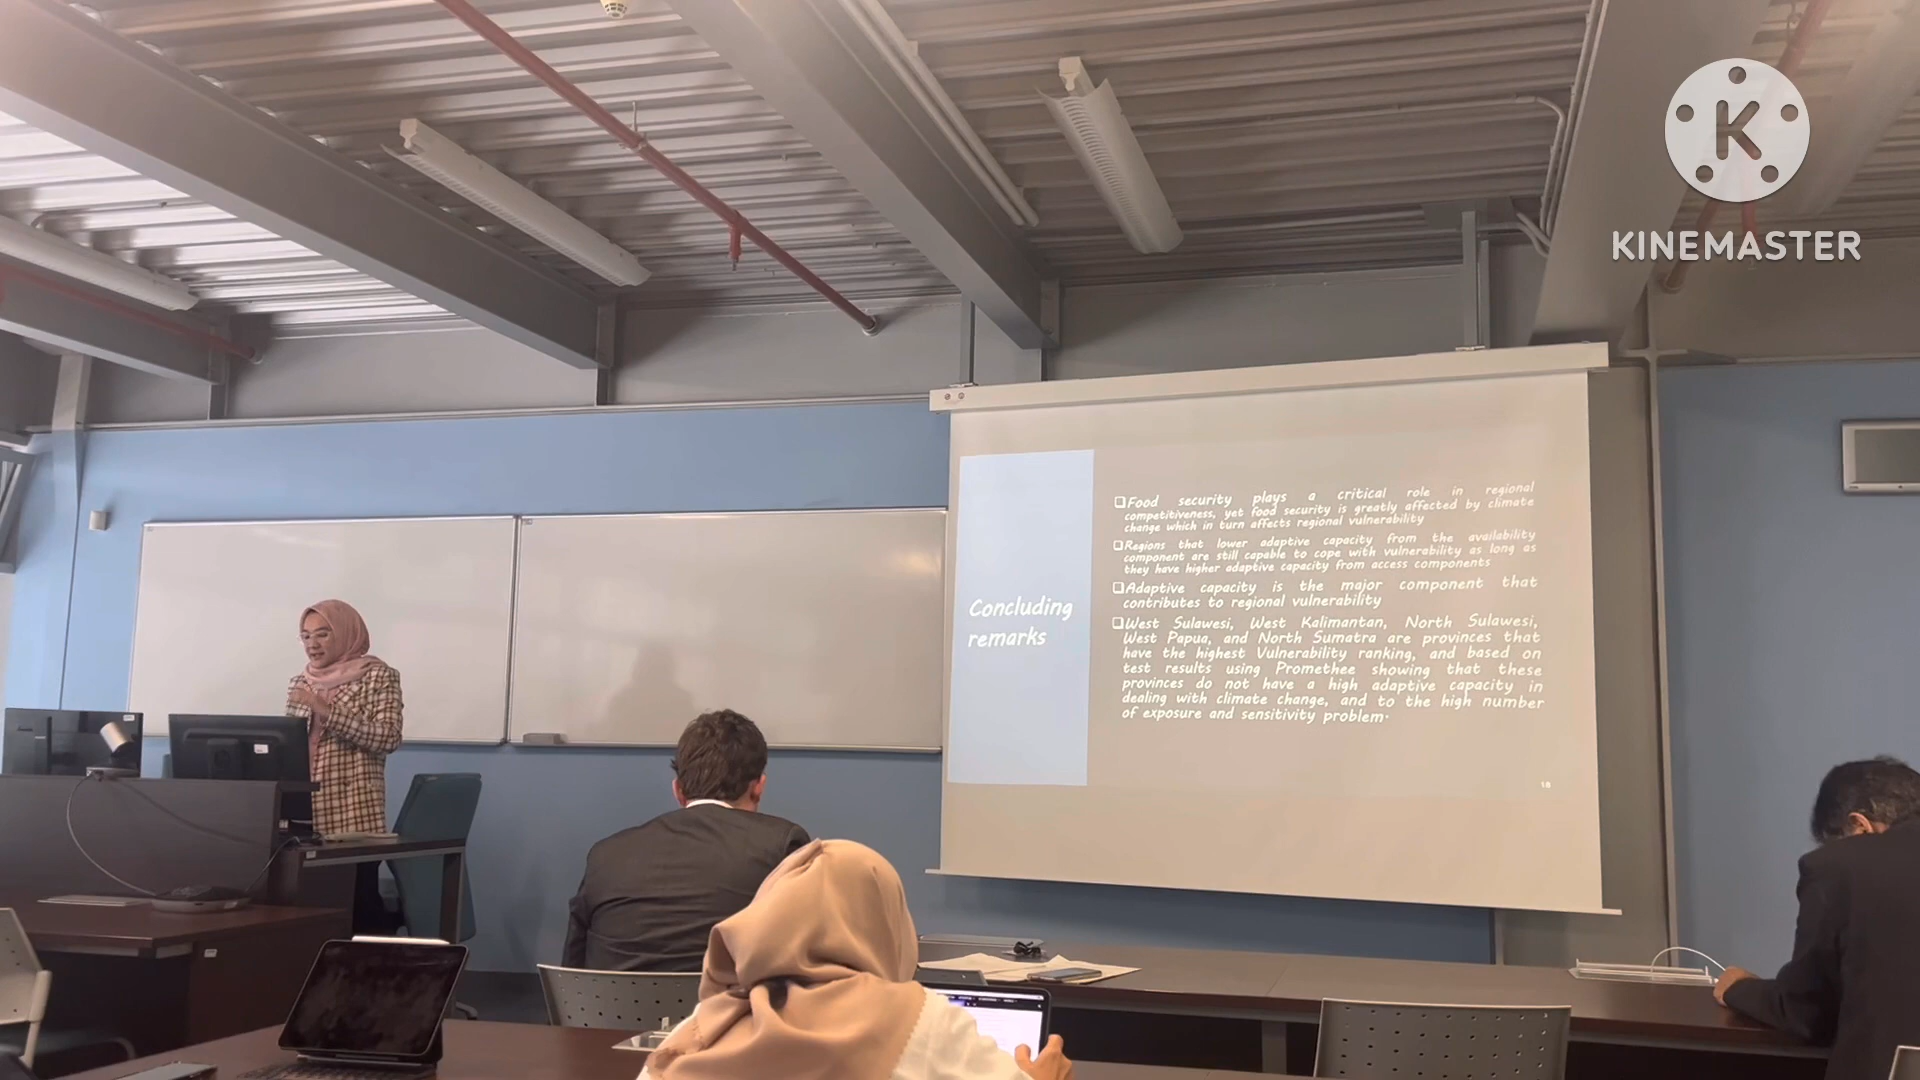 K
KINEMASTER
Concluding
remarks
Food security plays a critical role in regional
competitiveness, yet food security is greatly affected by climate
change which in turn affects regional vulnerability
Regions that lower adaptive capacity from the availability
component are still capable to cope with vulnerability as long as
they have higher adaptive capacity from access components
Adaptive capacity is the major component that
contributes to regional vulnerability
West Sulawesi, West Kalimantan, North Sulawesi,
West Papua, and North Sumatra are provinces that
have the highest Vulnerability ranking, and based on
test results using Promethee showing that these
provinces do not have a high adaptive capacity in
dealing with climate change, and to the high number
of exposure and sensitivity problem.
18